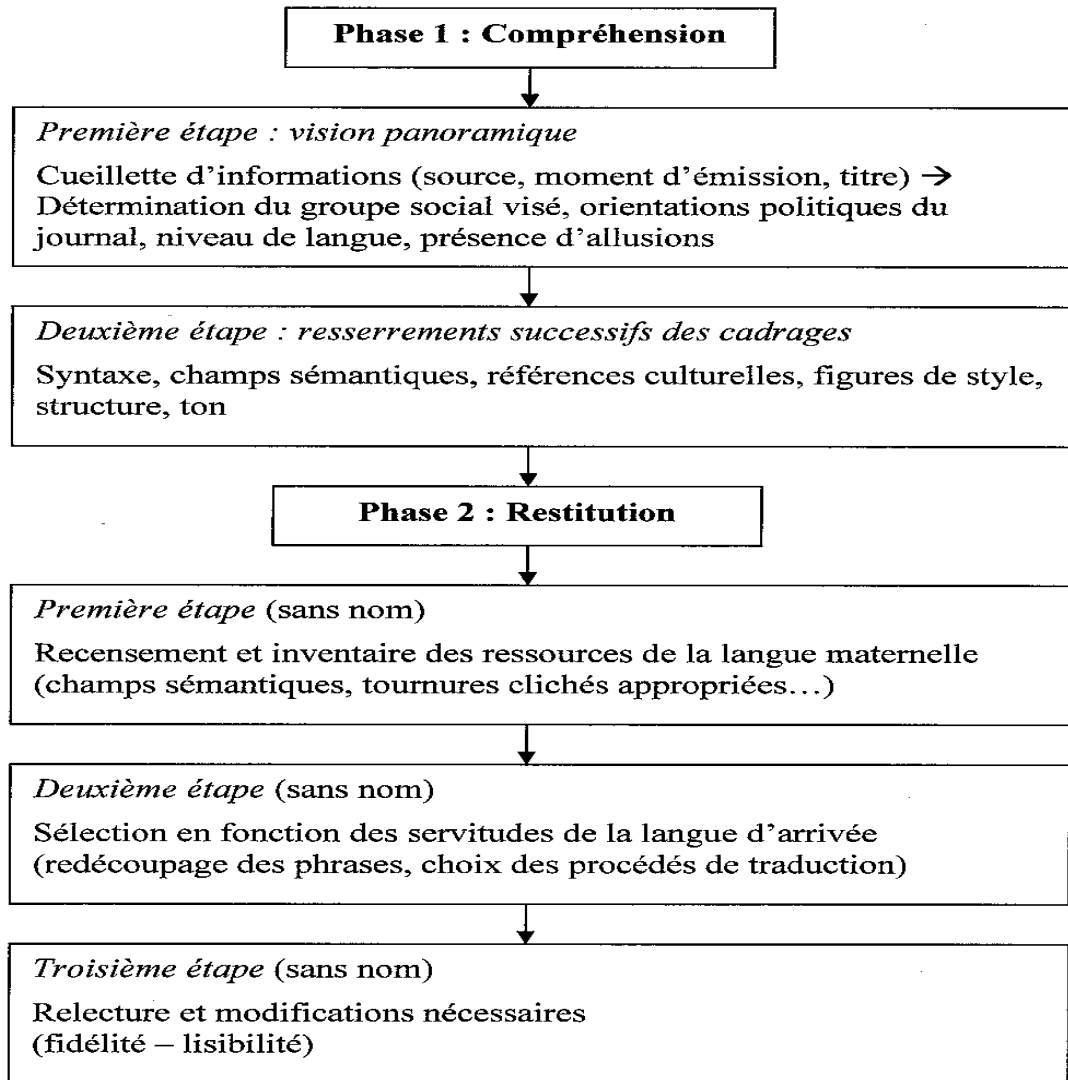 Phase 1 : Compréhension
Première étape : vision panoramique
Cueillette d'informations (source, moment d'émission, titre) →
Détermination du groupe social visé, orientations politiques du
journal, niveau de langue, présence d'allusions
Deuxième étape : resserrements successifs des cadrages
Syntaxe, champs sémantiques, références culturelles, figures de style,
structure, ton
Phase 2 : Restitution
Première étape (sans nom)
Recensement et inventaire des ressources de la langue maternelle
(champs sémantiques, tournures clichés appropriées…)
Deuxième étape (sans nom)
Sélection en fonction des servitudes de la langue d'arrivée
(redécoupage des phrases, choix des procédés de traduction)
Troisième étape (sans nom)
Relecture et modifications nécessaires
(fidélité – lisibilité)